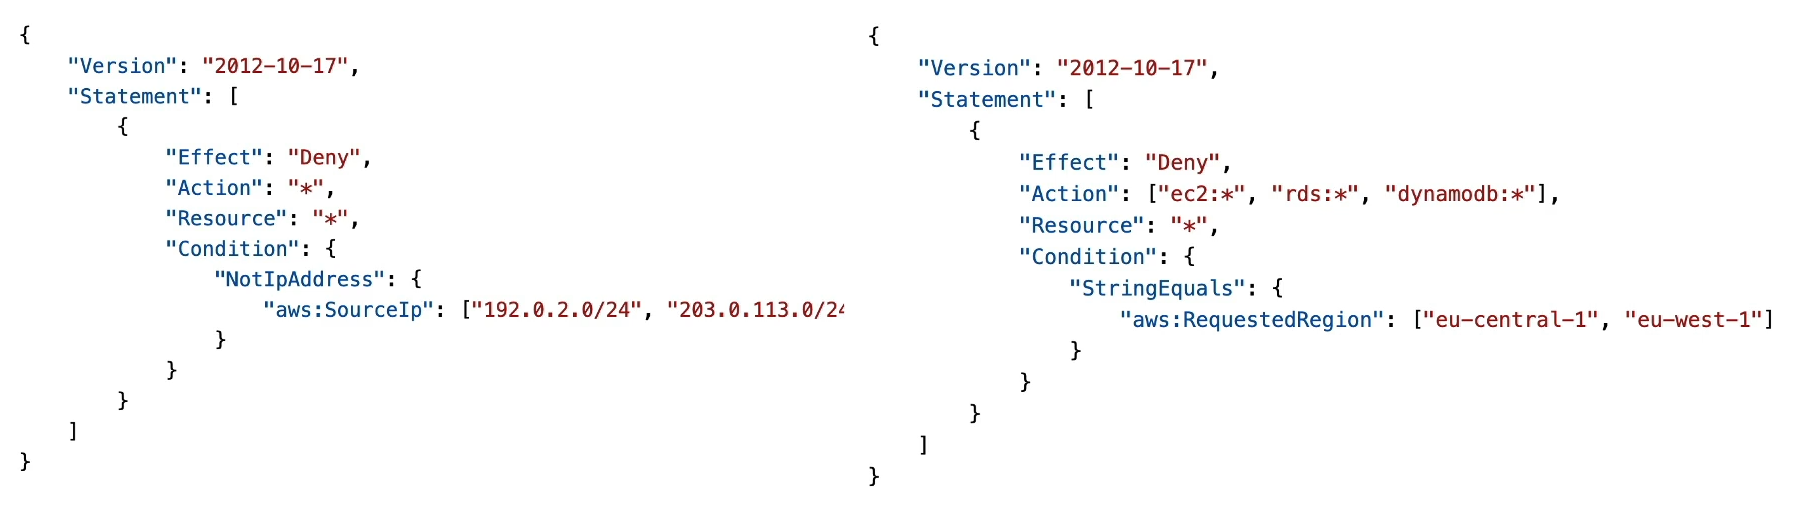 {
    "Version": "2012-10-17",
    "Statement": [
        {
            "Effect": "Deny",
            "Action": "*",
            "Resource": "*",
            "Condition": {
                "NotIpAddress": {
                    "aws:SourceIp": ["192.0.2.0/24", "203.0.113.0/24
                }
            }
        }
    ]
}
{
    "Version": "2012-10-17",
    "Statement": [
        {
            "Effect": "Deny",
            "Action": ["ec2:*", "rds:*", "dynamodb:*"],
            "Resource": "*",
            "Condition": {
                "StringEquals": {
                    "aws:RequestedRegion": ["eu-central-1", "eu-west-1"]
                }
            }
        }
    ]
}